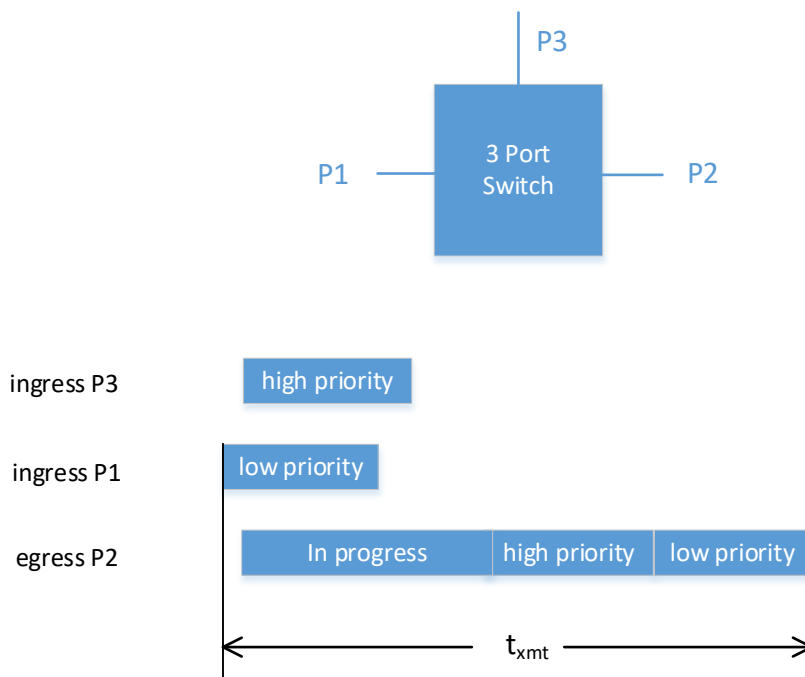 P3
3 Port
Switch
P1
P2
ingress P3
high priority
ingress P1
low priority
egress P2
In progress
high priority
low priority
txmt